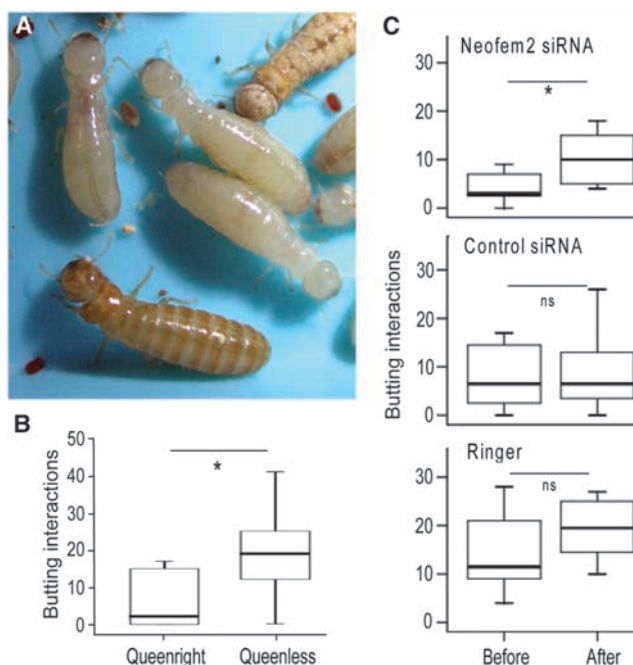 A
B
Butting interactions
50
40
30
20
10
0
*
Queenright Queenless
C
Neofem2 siRNA
30
20
10
0
*
Control siRNA
30
20
10
0
ns
Butting interactions
Ringer
30
20
10
0
ns
Before After